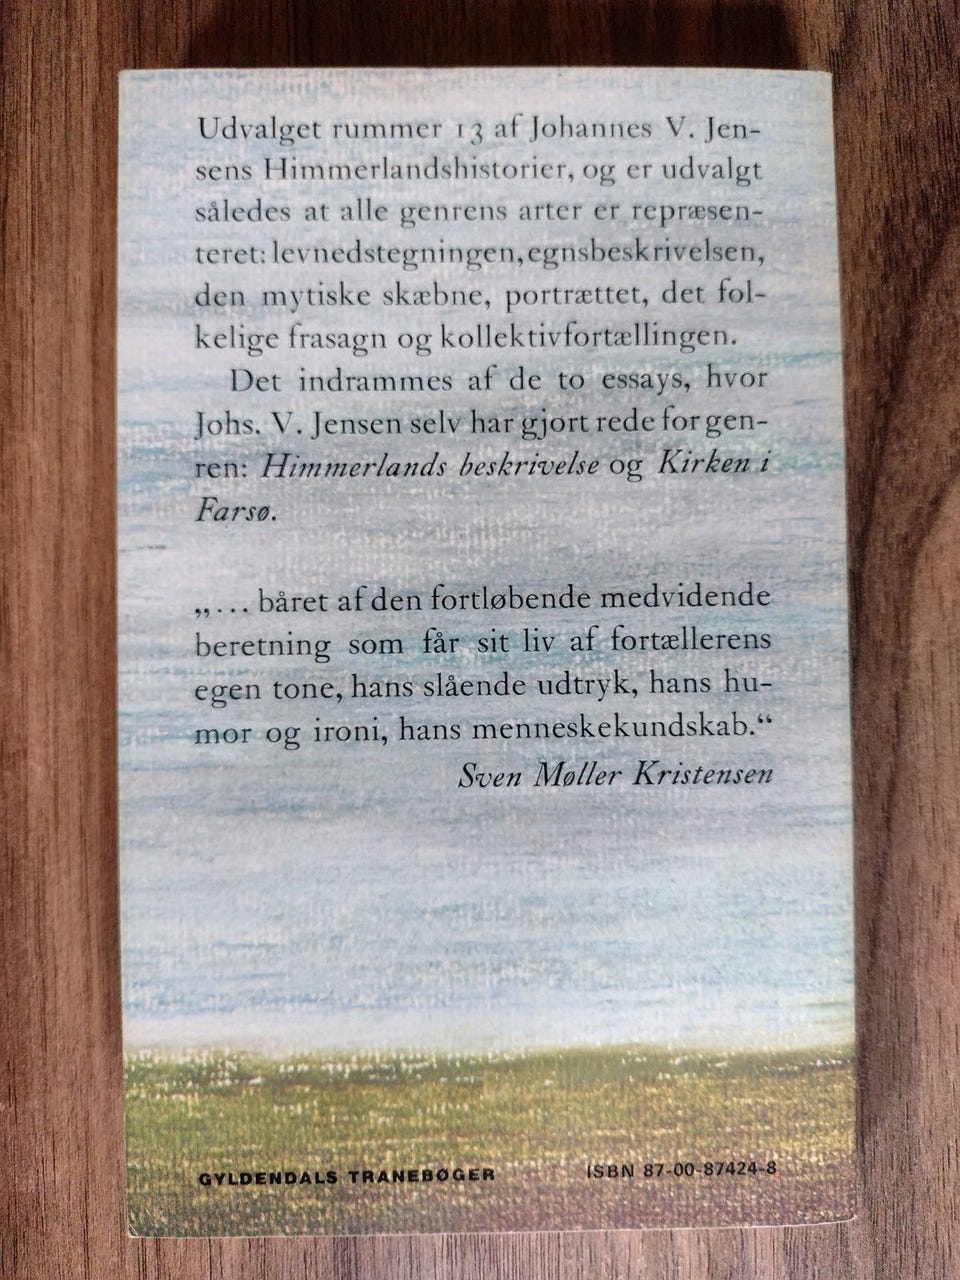 Udvalget rummer 13 af Johannes V. Jen-
sens Himmerlandshistorier, og er udvalgt
således at alle genrens arter er repræsen-
teret: levnedstegningen, egnsbeskrivelsen,
den mytiske skæbne, portrættet, det fol-
kelige frasagn og kollektivfortællingen.
Det indrammes af de to essays, hvor
Johs. V. Jensen selv har gjort rede for gen-
ren: Himmerlands beskrivelse og Kirken i
Farsø.
„... båret af den fortløbende medvidende
beretning som får sit liv af fortællerens
egen tone, hans slående udtryk, hans hu-
mor og ironi, hans menneskekundskab.“
Sven Møller Kristensen
GYLDENDALS TRANEBØGER
ISBN 87-00-87424-8